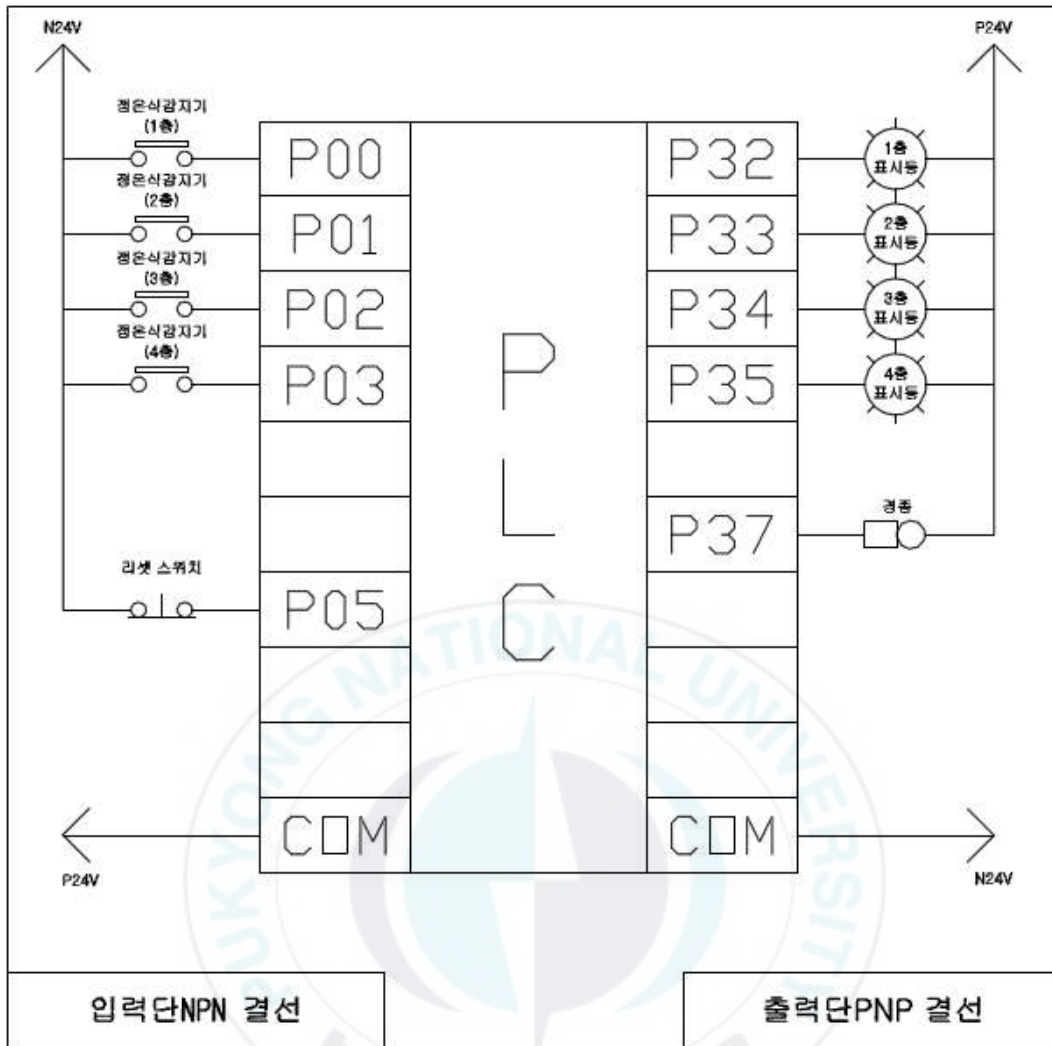 N24V
P24V
정온식감지기
(1층)
P00
P32
1층
표시등
정온식감지기
(2층)
P01
P33
2층
표시등
정온식감지기
(3층)
P02
P34
3층
표시등
정온식감지기
(4층)
P03
P35
4층
표시등
PLC
P37
경종
리셋 스위치
P05
COM
COM
P24V
N24V
PUKYONG NATIONAL UNIVERSITY
입력단NPN 결선
출력단PNP 결선